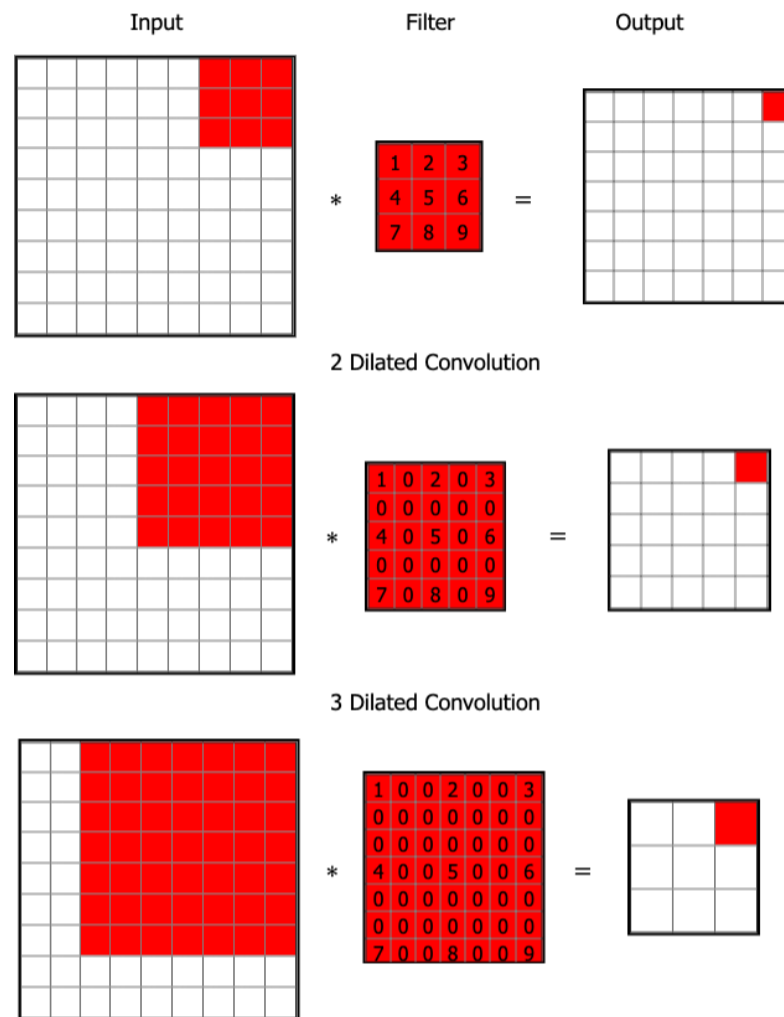 Input Filter Output
1 2 3
* 4 5 6 =
7 8 9
2 Dilated Convolution
1 0 2 0 3
0 0 0 0 0
* 4 0 5 0 6 =
0 0 0 0 0
7 0 8 0 9
3 Dilated Convolution
1 0 0 2 0 0 3
0 0 0 0 0 0 0
0 0 0 0 0 0 0
* 4 0 0 5 0 0 6 =
0 0 0 0 0 0 0
0 0 0 0 0 0 0
7 0 0 8 0 0 9